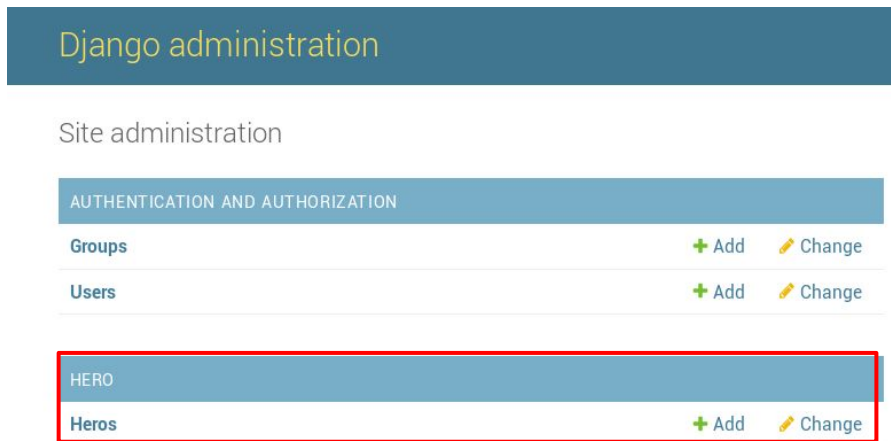 Django administration
Site administration
AUTHENTICATION AND AUTHORIZATION
Groups Add Change
Users Add Change
HERO
Heros Add Change